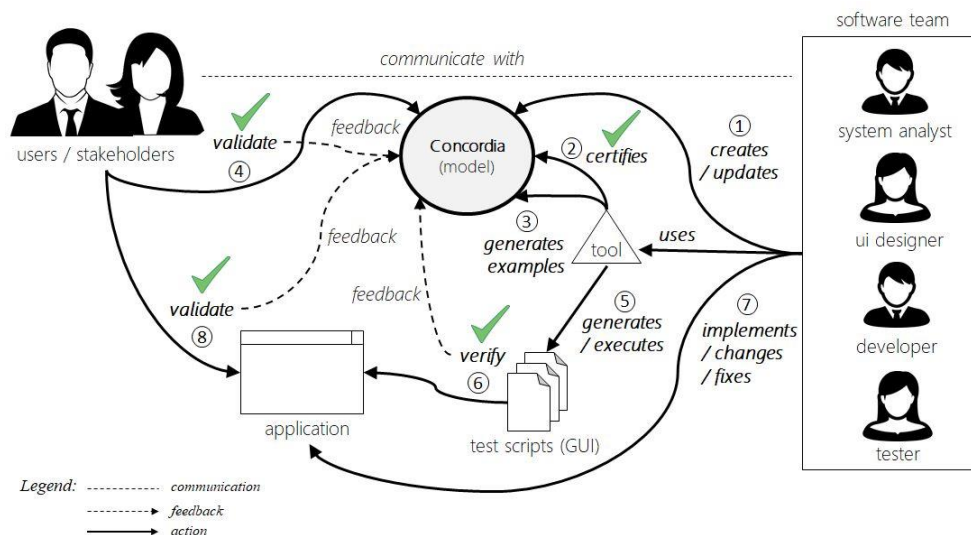 software team
communicate with
users / stakeholders
validate
④
feedback
Concordia
(model)
② certifies
①
creates
/ updates
system analyst
③
generates
examples
tool
uses
ui designer
feedback
validate
⑧
feedback
verify
⑥
⑤
generates
/ executes
⑦
implements
/ changes
/ fixes
developer
application
test scripts (GUI)
tester
Legend:
communication
feedback
action